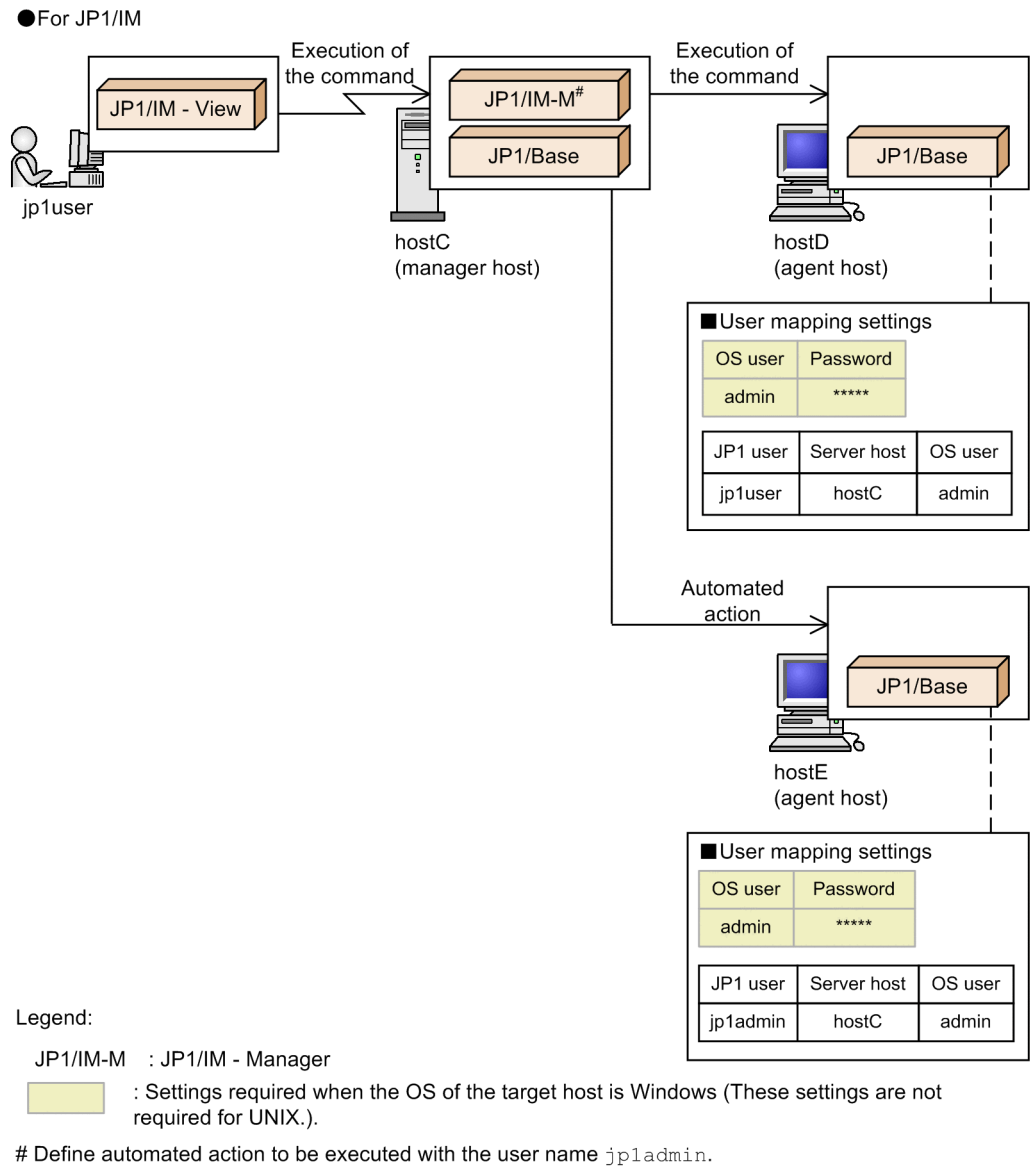 ●For JP1/IM
Execution of
the command
Execution of
the command
JP1/IM - View
JP1/IM-M#
JP1/Base
JP1/Base
jp1user
hostC
(manager host)
hostD
(agent host)
■User mapping settings
OS user Password
admin *****
JP1 user Server host OS user
jp1user hostC admin
Automated
action
JP1/Base
hostE
(agent host)
■User mapping settings
OS user Password
admin *****
JP1 user Server host OS user
jp1admin hostC admin
Legend:
JP1/IM-M : JP1/IM - Manager
: Settings required when the OS of the target host is Windows (These settings are not
required for UNIX.).
# Define automated action to be executed with the user name jp1admin.